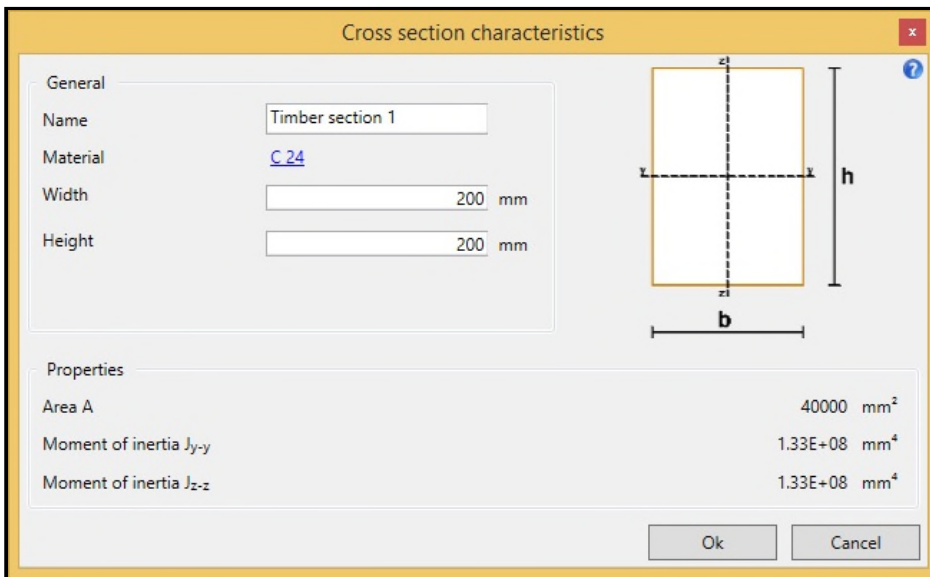 Cross section characteristics
x
?
General
Name Timber section 1
Material C 24
Width 200 mm
Height 200 mm
z
y y
h
z
b
Properties
Area A 40000 mm²
Moment of inertia Jy-y 1.33E+08 mm⁴
Moment of inertia Jz-z 1.33E+08 mm⁴
Ok Cancel